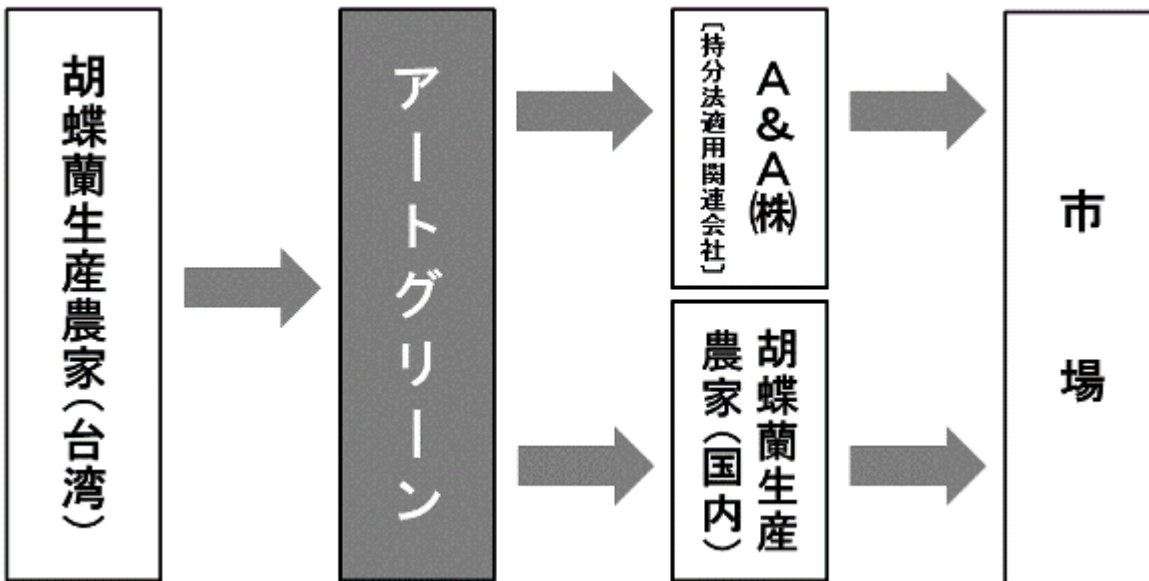 胡蝶蘭生産農家(台湾)
アートグリーン
A&A㈱
〔持分法適用関連会社〕
胡蝶蘭生産
農家(国内)
市場